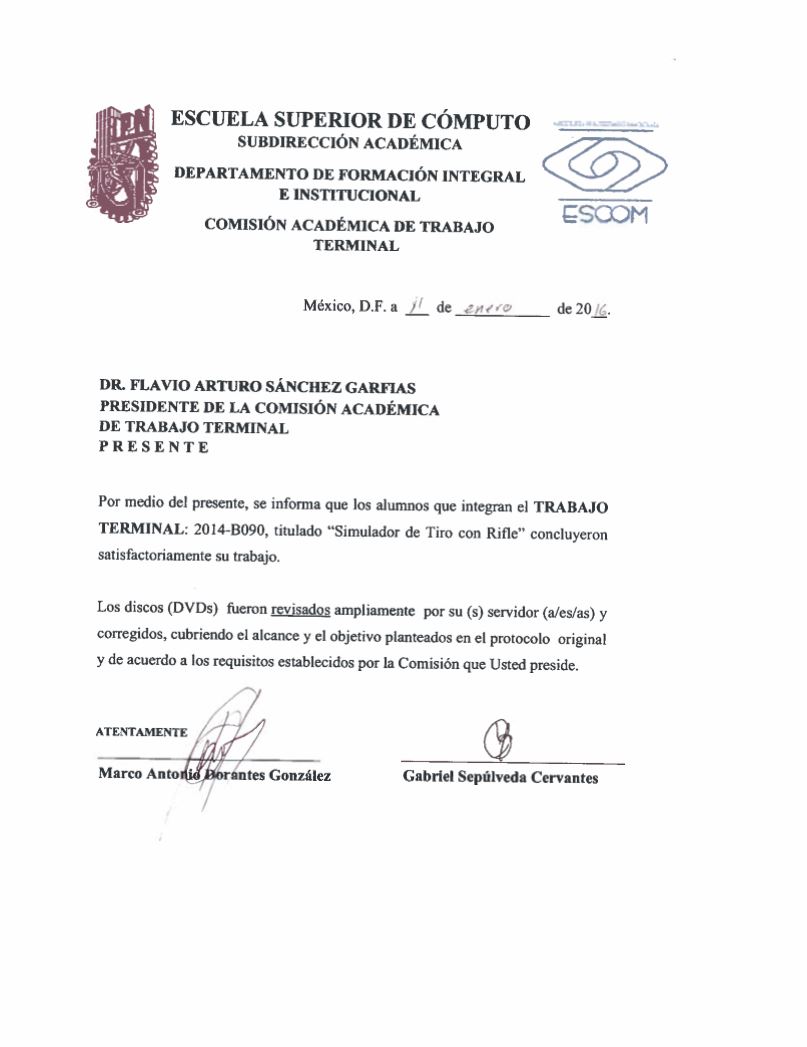 ESCUELA SUPERIOR DE CÓMPUTO
SUBDIRECCIÓN ACADÉMICA
DEPARTAMENTO DE FORMACIÓN INTEGRAL
E INSTITUCIONAL
COMISIÓN ACADÉMICA DE TRABAJO
TERMINAL
IPN
ESCOM
México, D.F. a 11 de enero de 2016.
DR. FLAVIO ARTURO SÁNCHEZ GARFIAS
PRESIDENTE DE LA COMISIÓN ACADÉMICA
DE TRABAJO TERMINAL
P R E S E N T E
Por medio del presente, se informa que los alumnos que integran el TRABAJO
TERMINAL: 2014-B090, titulado “Simulador de Tiro con Rifle” concluyeron
satisfactoriamente su trabajo.
Los discos (DVDs) fueron revisados ampliamente por su (s) servidor (a/es/as) y
corregidos, cubriendo el alcance y el objetivo planteados en el protocolo original
y de acuerdo a los requisitos establecidos por la Comisión que Usted preside.
ATENTAMENTE
Marco Antonio Dorantes González
Gabriel Sepúlveda Cervantes